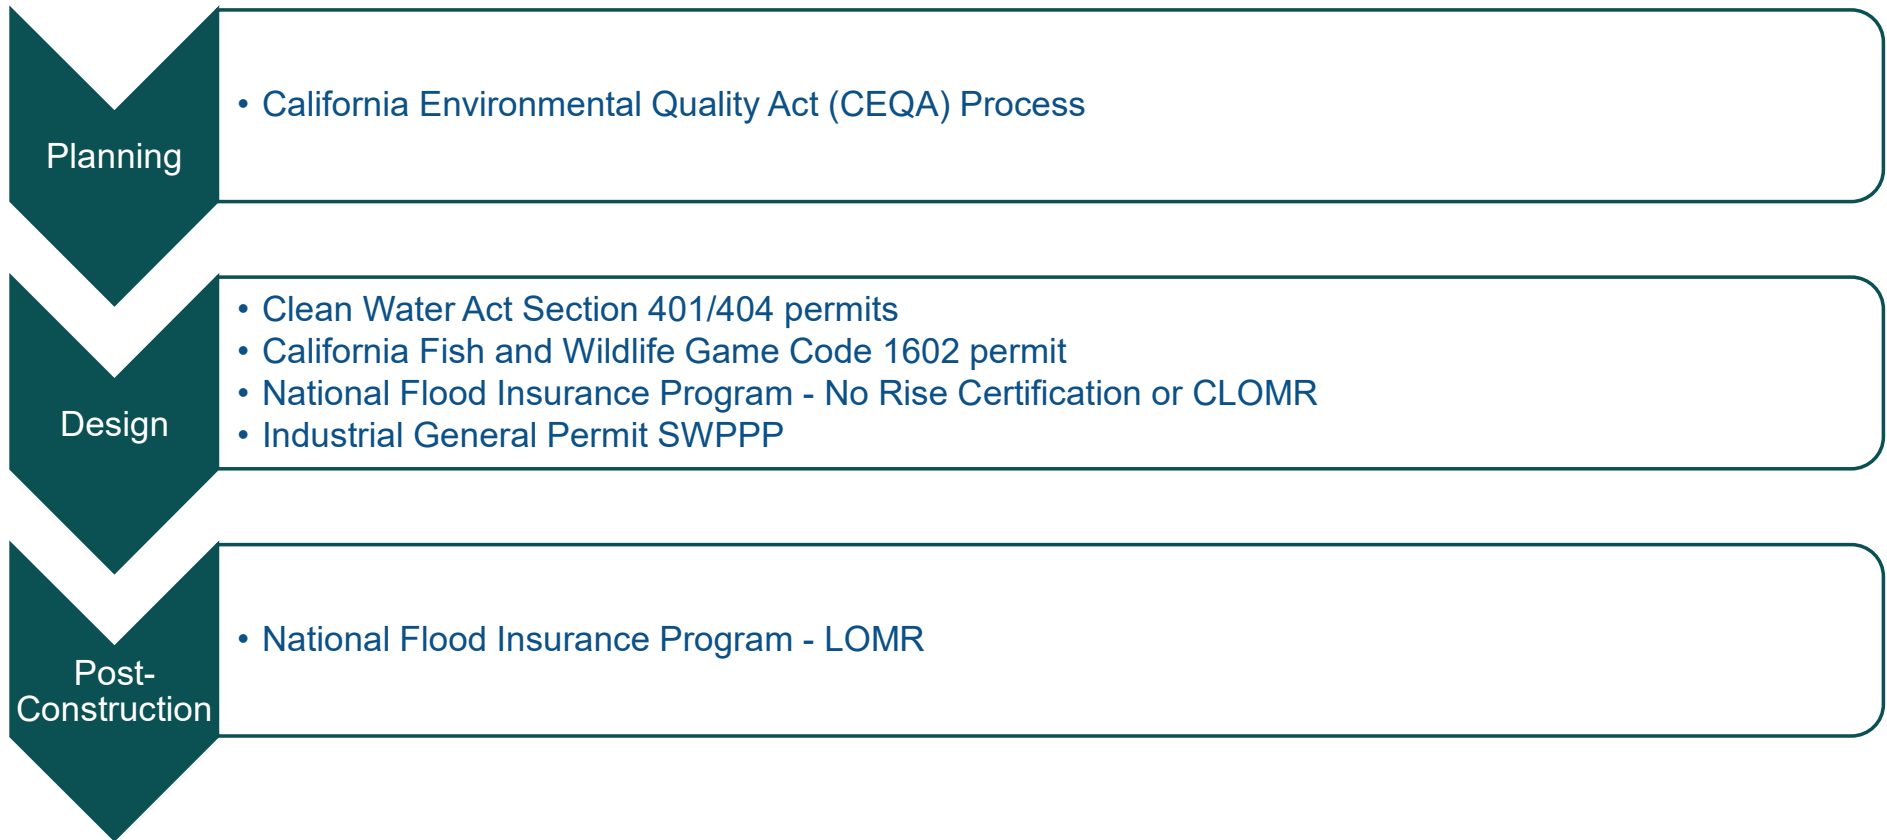 Planning
• California Environmental Quality Act (CEQA) Process
Design
• Clean Water Act Section 401/404 permits
• California Fish and Wildlife Game Code 1602 permit
• National Flood Insurance Program - No Rise Certification or CLOMR
• Industrial General Permit SWPPP
Post-
Construction
• National Flood Insurance Program - LOMR